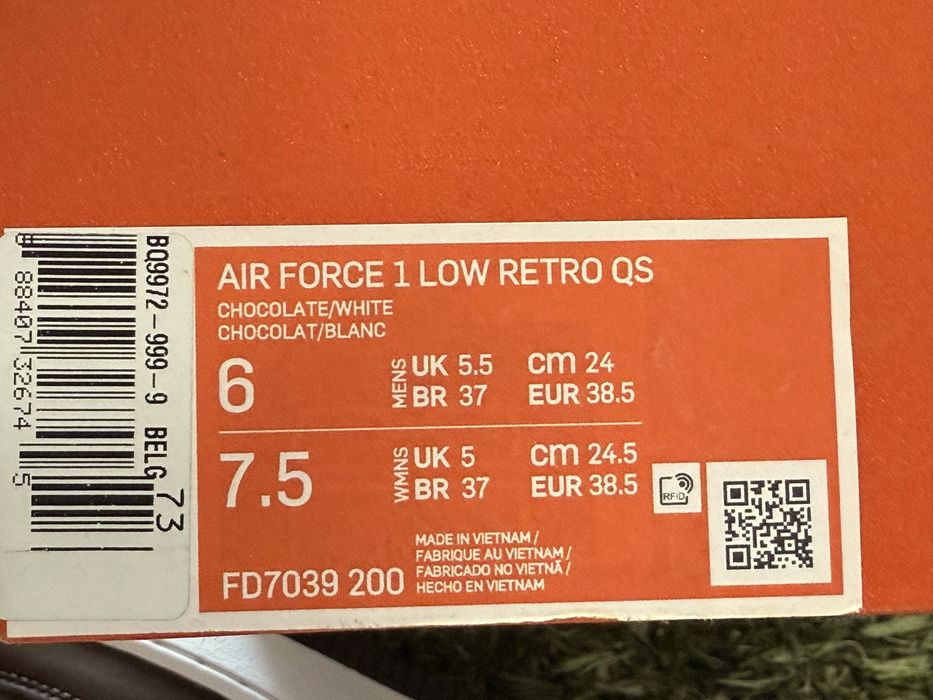 BQ9972-999-9 BELG 73
8 88407 32674 5
AIR FORCE 1 LOW RETRO QS
CHOCOLATE/WHITE
CHOCOLAT/BLANC
6 MENS UK 5.5 cm 24
BR 37 EUR 38.5
7.5 WMNS UK 5 cm 24.5
BR 37 EUR 38.5
RFID
MADE IN VIETNAM /
FABRIQUE AU VIETNAM /
FABRICADO NO VIETNÃ /
HECHO EN VIETNAM
FD7039 200